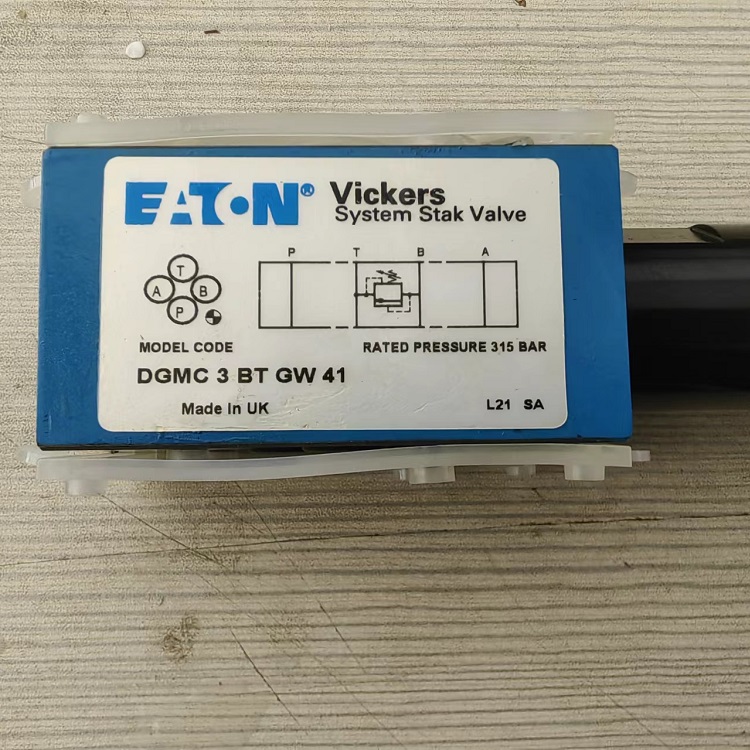 EATON® Vickers
System Stak Valve
P T B A
T
A B
P
MODEL CODE RATED PRESSURE 315 BAR
DGMC 3 BT GW 41
Made In UK L21 SA